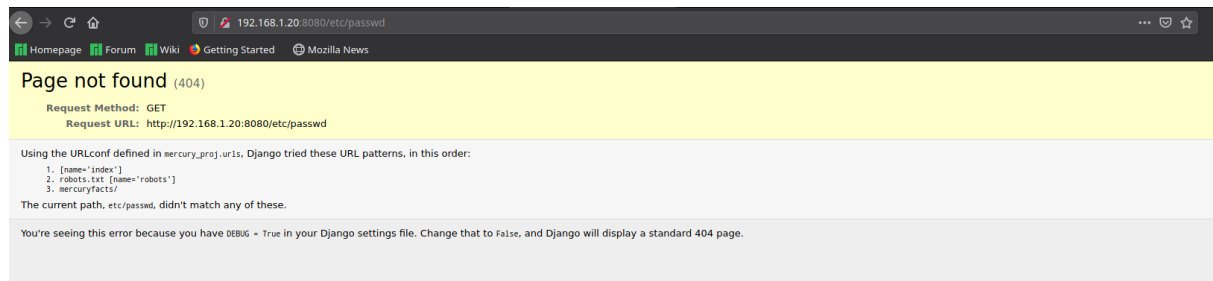 192.168.1.20:8080/etc/passwd
Homepage Forum Wiki Getting Started Mozilla News
Page not found (404)
Request Method: GET
Request URL: http://192.168.1.20:8080/etc/passwd
Using the URLconf defined in mercury_proj.urls, Django tried these URL patterns, in this order:
1. [name='index']
2. robots.txt [name='robots']
3. mercuryfacts/
The current path, etc/passwd, didn't match any of these.
You're seeing this error because you have DEBUG = True in your Django settings file. Change that to False, and Django will display a standard 404 page.